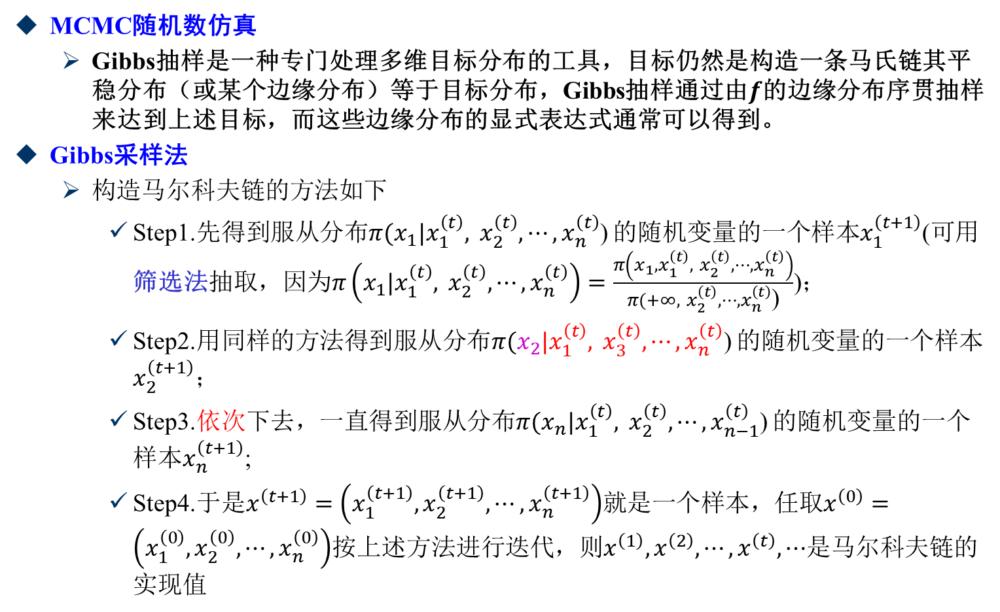 ◆ MCMC随机数仿真
➢ Gibbs抽样是一种专门处理多维目标分布的工具，目标仍然是构造一条马氏链其平
稳分布（或某个边缘分布）等于目标分布，Gibbs抽样通过由f的边缘分布序贯抽样
来达到上述目标，而这些边缘分布的显式表达式通常可以得到。
◆ Gibbs采样法
➢ 构造马尔科夫链的方法如下
✓ Step1.先得到服从分布$\pi(x_1|x_1^{(t)}, x_2^{(t)},\cdots,x_n^{(t)})$的随机变量的一个样本$x_1^{(t+1)}$(可用
筛选法抽取，因为$\pi\left(x_1|x_1^{(t)}, x_2^{(t)},\cdots,x_n^{(t)}\right)=\frac{\pi\left(x_1,x_1^{(t)}, x_2^{(t)},\cdots,x_n^{(t)}\right)}{\pi(+\infty, x_2^{(t)},\cdots,x_n^{(t)})}$)；
✓ Step2.用同样的方法得到服从分布$\pi(x_2|x_1^{(t)}, x_3^{(t)},\cdots,x_n^{(t)})$的随机变量的一个样本
$x_2^{(t+1)}$；
✓ Step3.依次下去，一直得到服从分布$\pi(x_n|x_1^{(t)}, x_2^{(t)},\cdots,x_{n-1}^{(t)})$的随机变量的一个
样本$x_n^{(t+1)}$;
✓ Step4.于是$x^{(t+1)}=\left(x_1^{(t+1)},x_2^{(t+1)},\cdots,x_n^{(t+1)}\right)$就是一个样本，任取$x^{(0)}=$
$\left(x_1^{(0)},x_2^{(0)},\cdots,x_n^{(0)}\right)$按上述方法进行迭代，则$x^{(1)},x^{(2)},\cdots,x^{(t)},\cdots$是马尔科夫链的
实现值